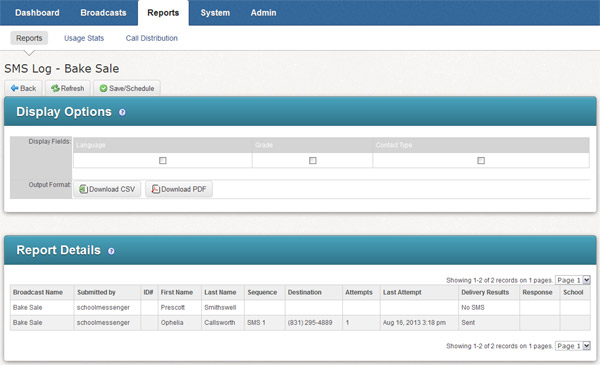 Dashboard Broadcasts Reports System Admin
Reports Usage Stats Call Distribution
SMS Log - Bake Sale
Back Refresh Save/Schedule
Display Options ?
Display Fields: Language Grade Contact Type
Output Format: Download CSV Download PDF
Report Details ?
Showing 1-2 of 2 records on 1 pages. Page 1
Broadcast Name Submitted by ID# First Name Last Name Sequence Destination Attempts Last Attempt Delivery Results Response School
Bake Sale schoolmessenger Prescott Smithswell No SMS
Bake Sale schoolmessenger Ophelia Callsworth SMS 1 (831) 295-4889 1 Aug 16, 2013 3:18 pm Sent
Showing 1-2 of 2 records on 1 pages. Page 1